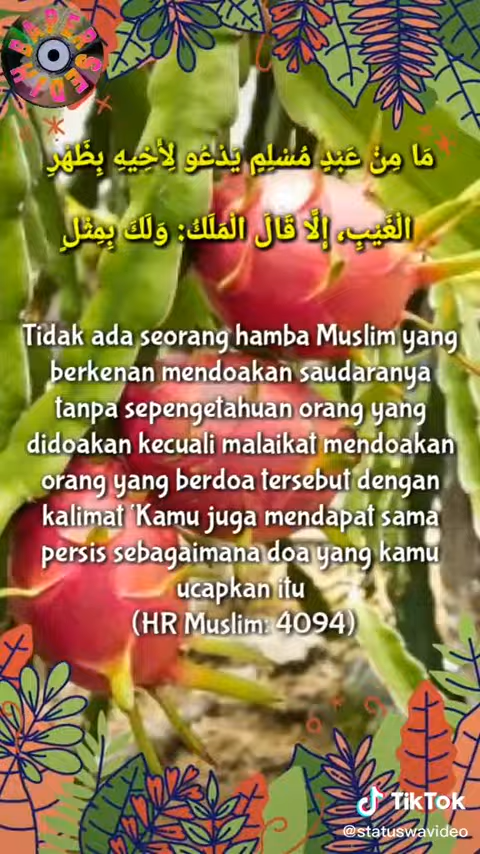 BAPER SEDIH
مَا مِنْ عَبْدٍ مُسْلِمٍ يَدْعُو لِأَخِيهِ بِظَهْرِ
الْغَيْبِ، إِلَّا قَالَ الْمَلَكُ: وَلَكَ بِمِثْلٍ
Tidak ada seorang hamba Muslim yang
berkenan mendoakan saudaranya
tanpa sepengetahuan orang yang
didoakan kecuali malaikat mendoakan
orang yang berdoa tersebut dengan
kalimat 'Kamu juga mendapat sama
persis sebagaimana doa yang kamu
ucapkan itu
(HR Muslim: 4094)
TikTok
@statuswavideo